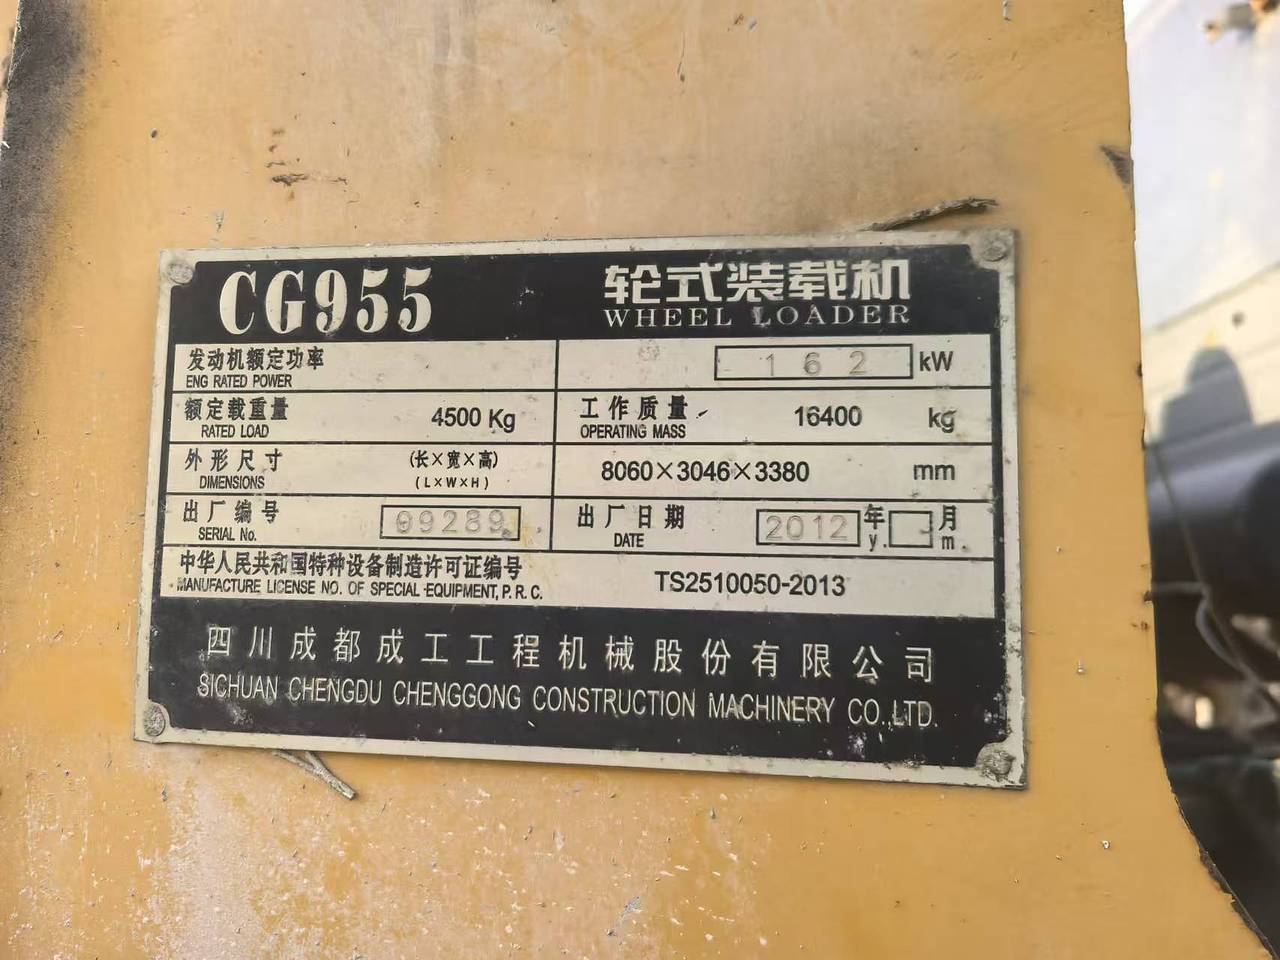 CG955 轮式装载机
WHEEL LOADER
发动机额定功率 162 kW
ENG RATED POWER
额定载重量 4500 Kg 工作质量 16400 kg
RATED LOAD OPERATING MASS
外形尺寸 (长×宽×高) 8060×3046×3380 mm
DIMENSIONS (L×W×H)
出厂编号 09289 出厂日期 2012 年 月
SERIAL No. DATE y. m.
中华人民共和国特种设备制造许可证编号 TS2510050-2013
MANUFACTURE LICENSE NO. OF SPECIAL EQUIPMENT, P. R. C.
四川成都成工工程机械股份有限公司
SICHUAN CHENGDU CHENGGONG CONSTRUCTION MACHINERY CO.,LTD.